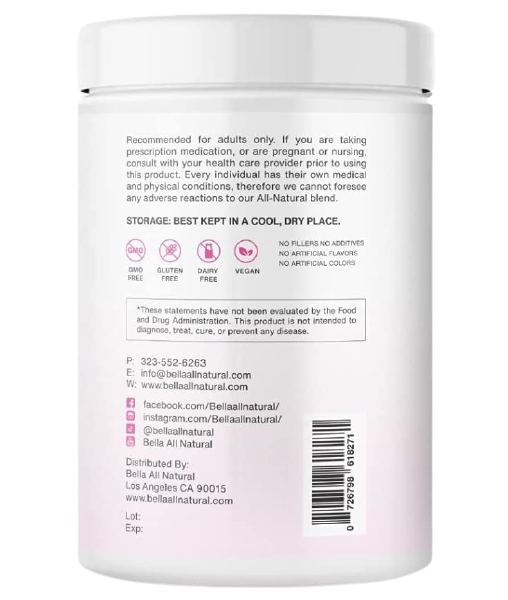 Recommended for adults only. If you are taking
prescription medication, or are pregnant or nursing,
consult with your health care provider prior to using
this product. Every individual has their own medical
and physical conditions, therefore we cannot foresee
any adverse reactions to our All-Natural blend.
STORAGE: BEST KEPT IN A COOL, DRY PLACE.
GMO
GMO
FREE
GLUTEN
FREE
DAIRY
FREE
VEGAN
NO FILLERS NO ADDITIVES
NO ARTIFICIAL FLAVORS
NO ARTIFICIAL COLORS
*These statements have not been evaluated by the Food
and Drug Administration. This product is not intended to
diagnose, treat, cure, or prevent any disease.
P: 323-552-6263
E: info@bellaallnatural.com
W: www.bellaallnatural.com
facebook.com/Bellaallnatural/
instagram.com/Bellaallnatural/
@bellaallnatural
Bella All Natural
Distributed By:
Bella All Natural
Los Angeles CA 90015
www.bellaallnatural.com
Lot:
Exp:
0 726798 618271